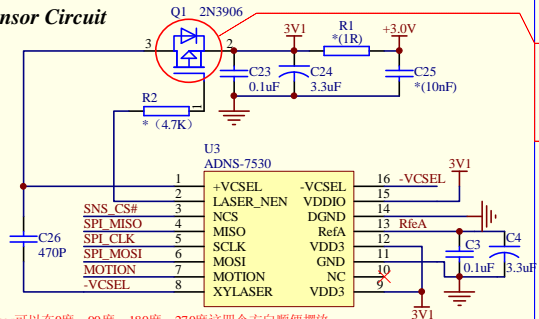 nsor Circuit
Q1 2N3906
3V1
R1
+3.0V
3
2
*(1R)
C23
0.1uF
C24
3.3uF
C25
*(10nF)
R2
1
*（4.7K）
U3
ADNS-7530
3V1
1 +VCSEL -VCSEL 16 -VCSEL
2 LASER_NEN VDDIO 15
SNS_CS# 3 NCS DGND 14
SPI_MISO 4 MISO RefA 13 RfeA
SPI_CLK 5 SCLK VDD3 12
SPI_MOSI 6 MOSI GND 11
MOTION 7 MOTION NC 10
-VCSEL 8 XYLASER VDD3 9
C26
470P
C3
0.1uF
C4
3.3uF
3V1